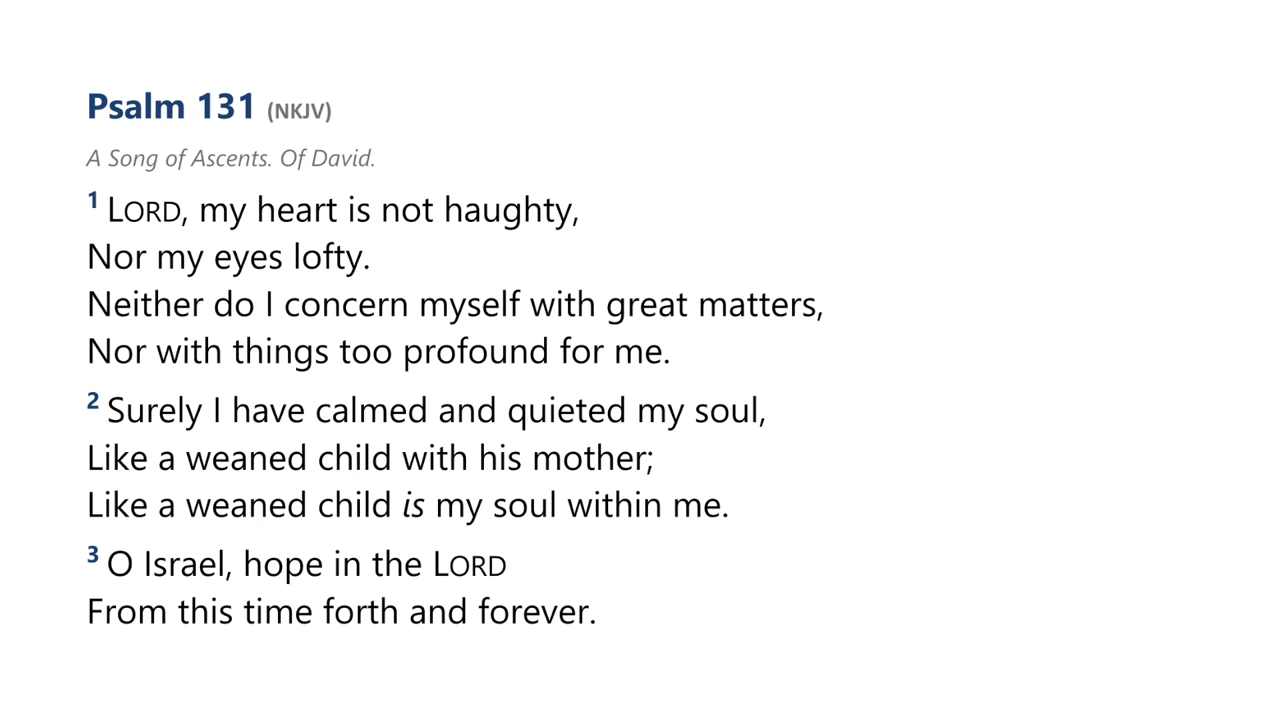 Psalm 131 (NKJV)
A Song of Ascents. Of David.
1 LORD, my heart is not haughty,
Nor my eyes lofty.
Neither do I concern myself with great matters,
Nor with things too profound for me.
2 Surely I have calmed and quieted my soul,
Like a weaned child with his mother;
Like a weaned child is my soul within me.
3 O Israel, hope in the LORD
From this time forth and forever.